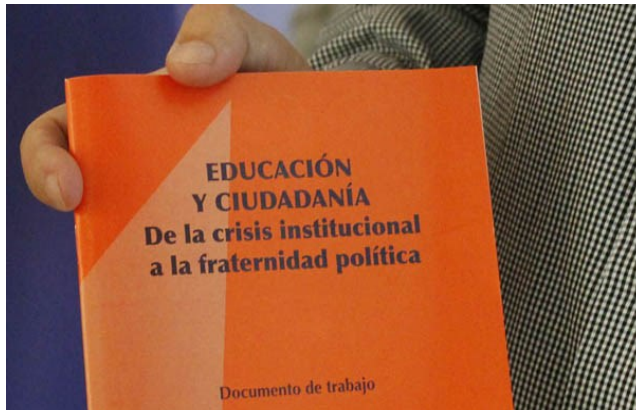 EDUCACIÓN
Y CIUDADANÍA
De la crisis institucional
a la fraternidad política
Documento de trabajo